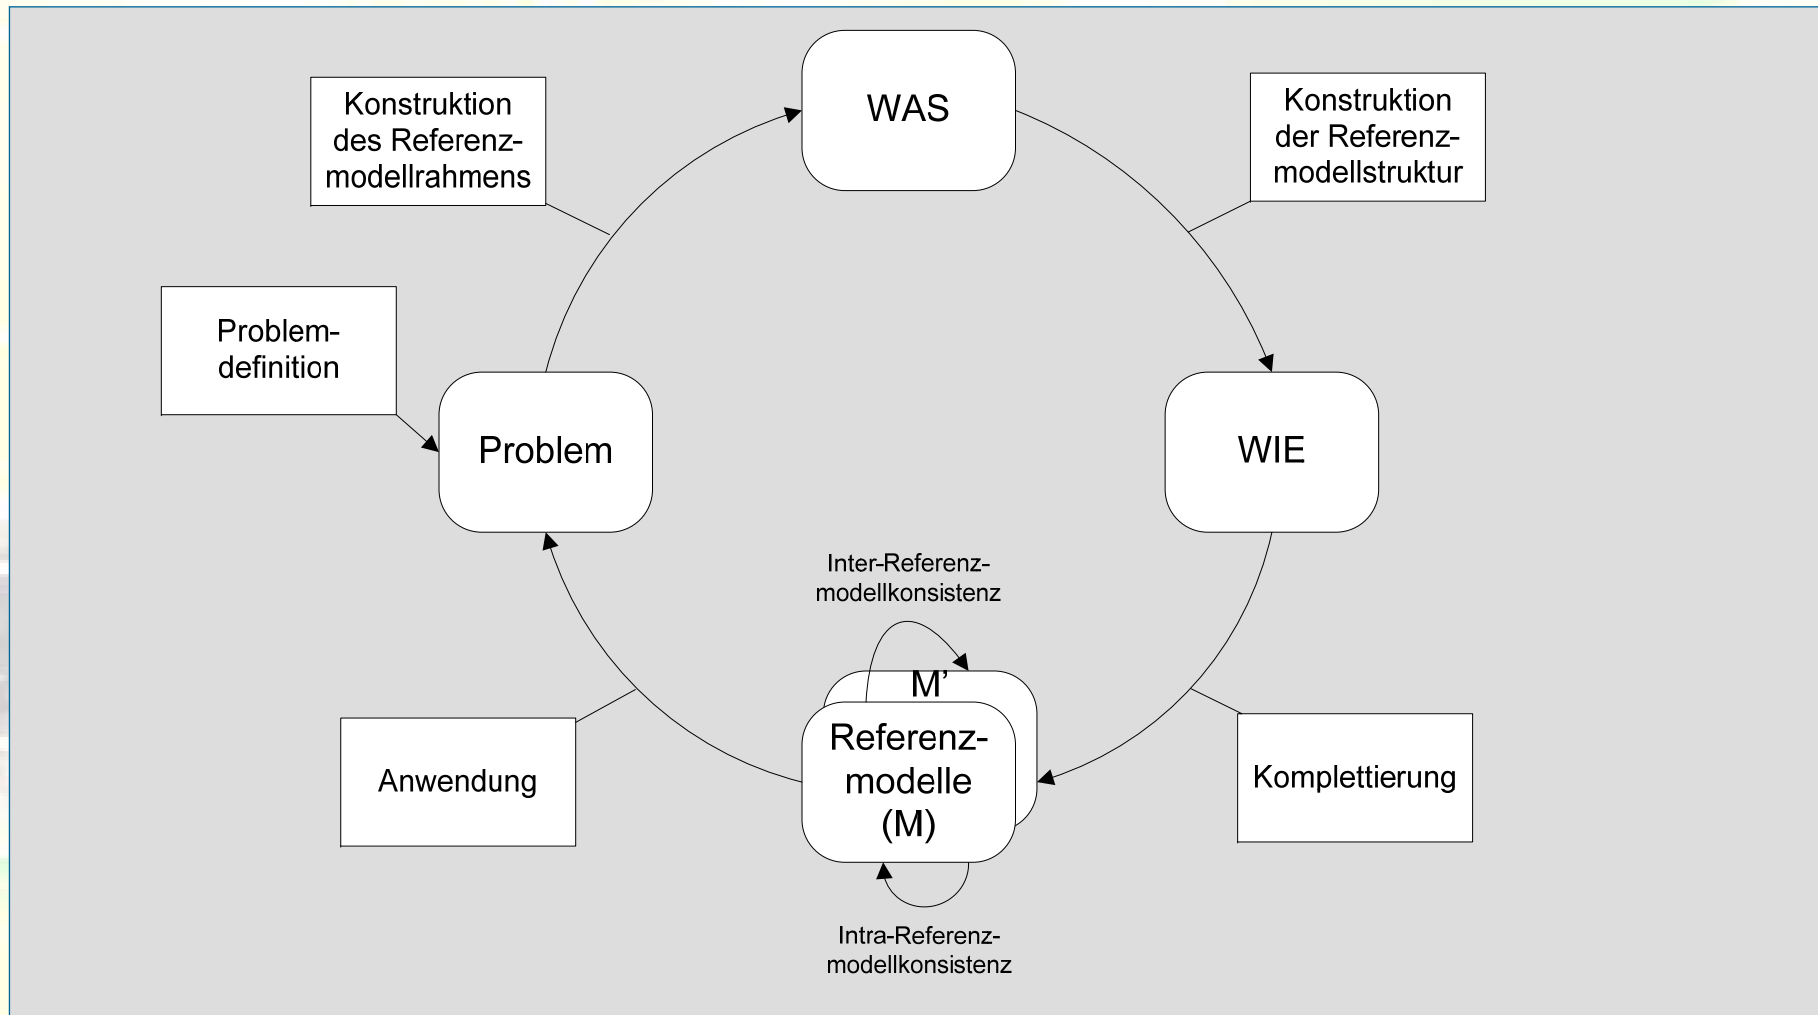 WAS
Konstruktion
des Referenz-
modellrahmens
Konstruktion
der Referenz-
modellstruktur
Problem-
definition
Problem
WIE
Inter-Referenz-
modellkonsistenz
M'
Referenz-
modelle
(M)
Anwendung
Komplettierung
Intra-Referenz-
modellkonsistenz